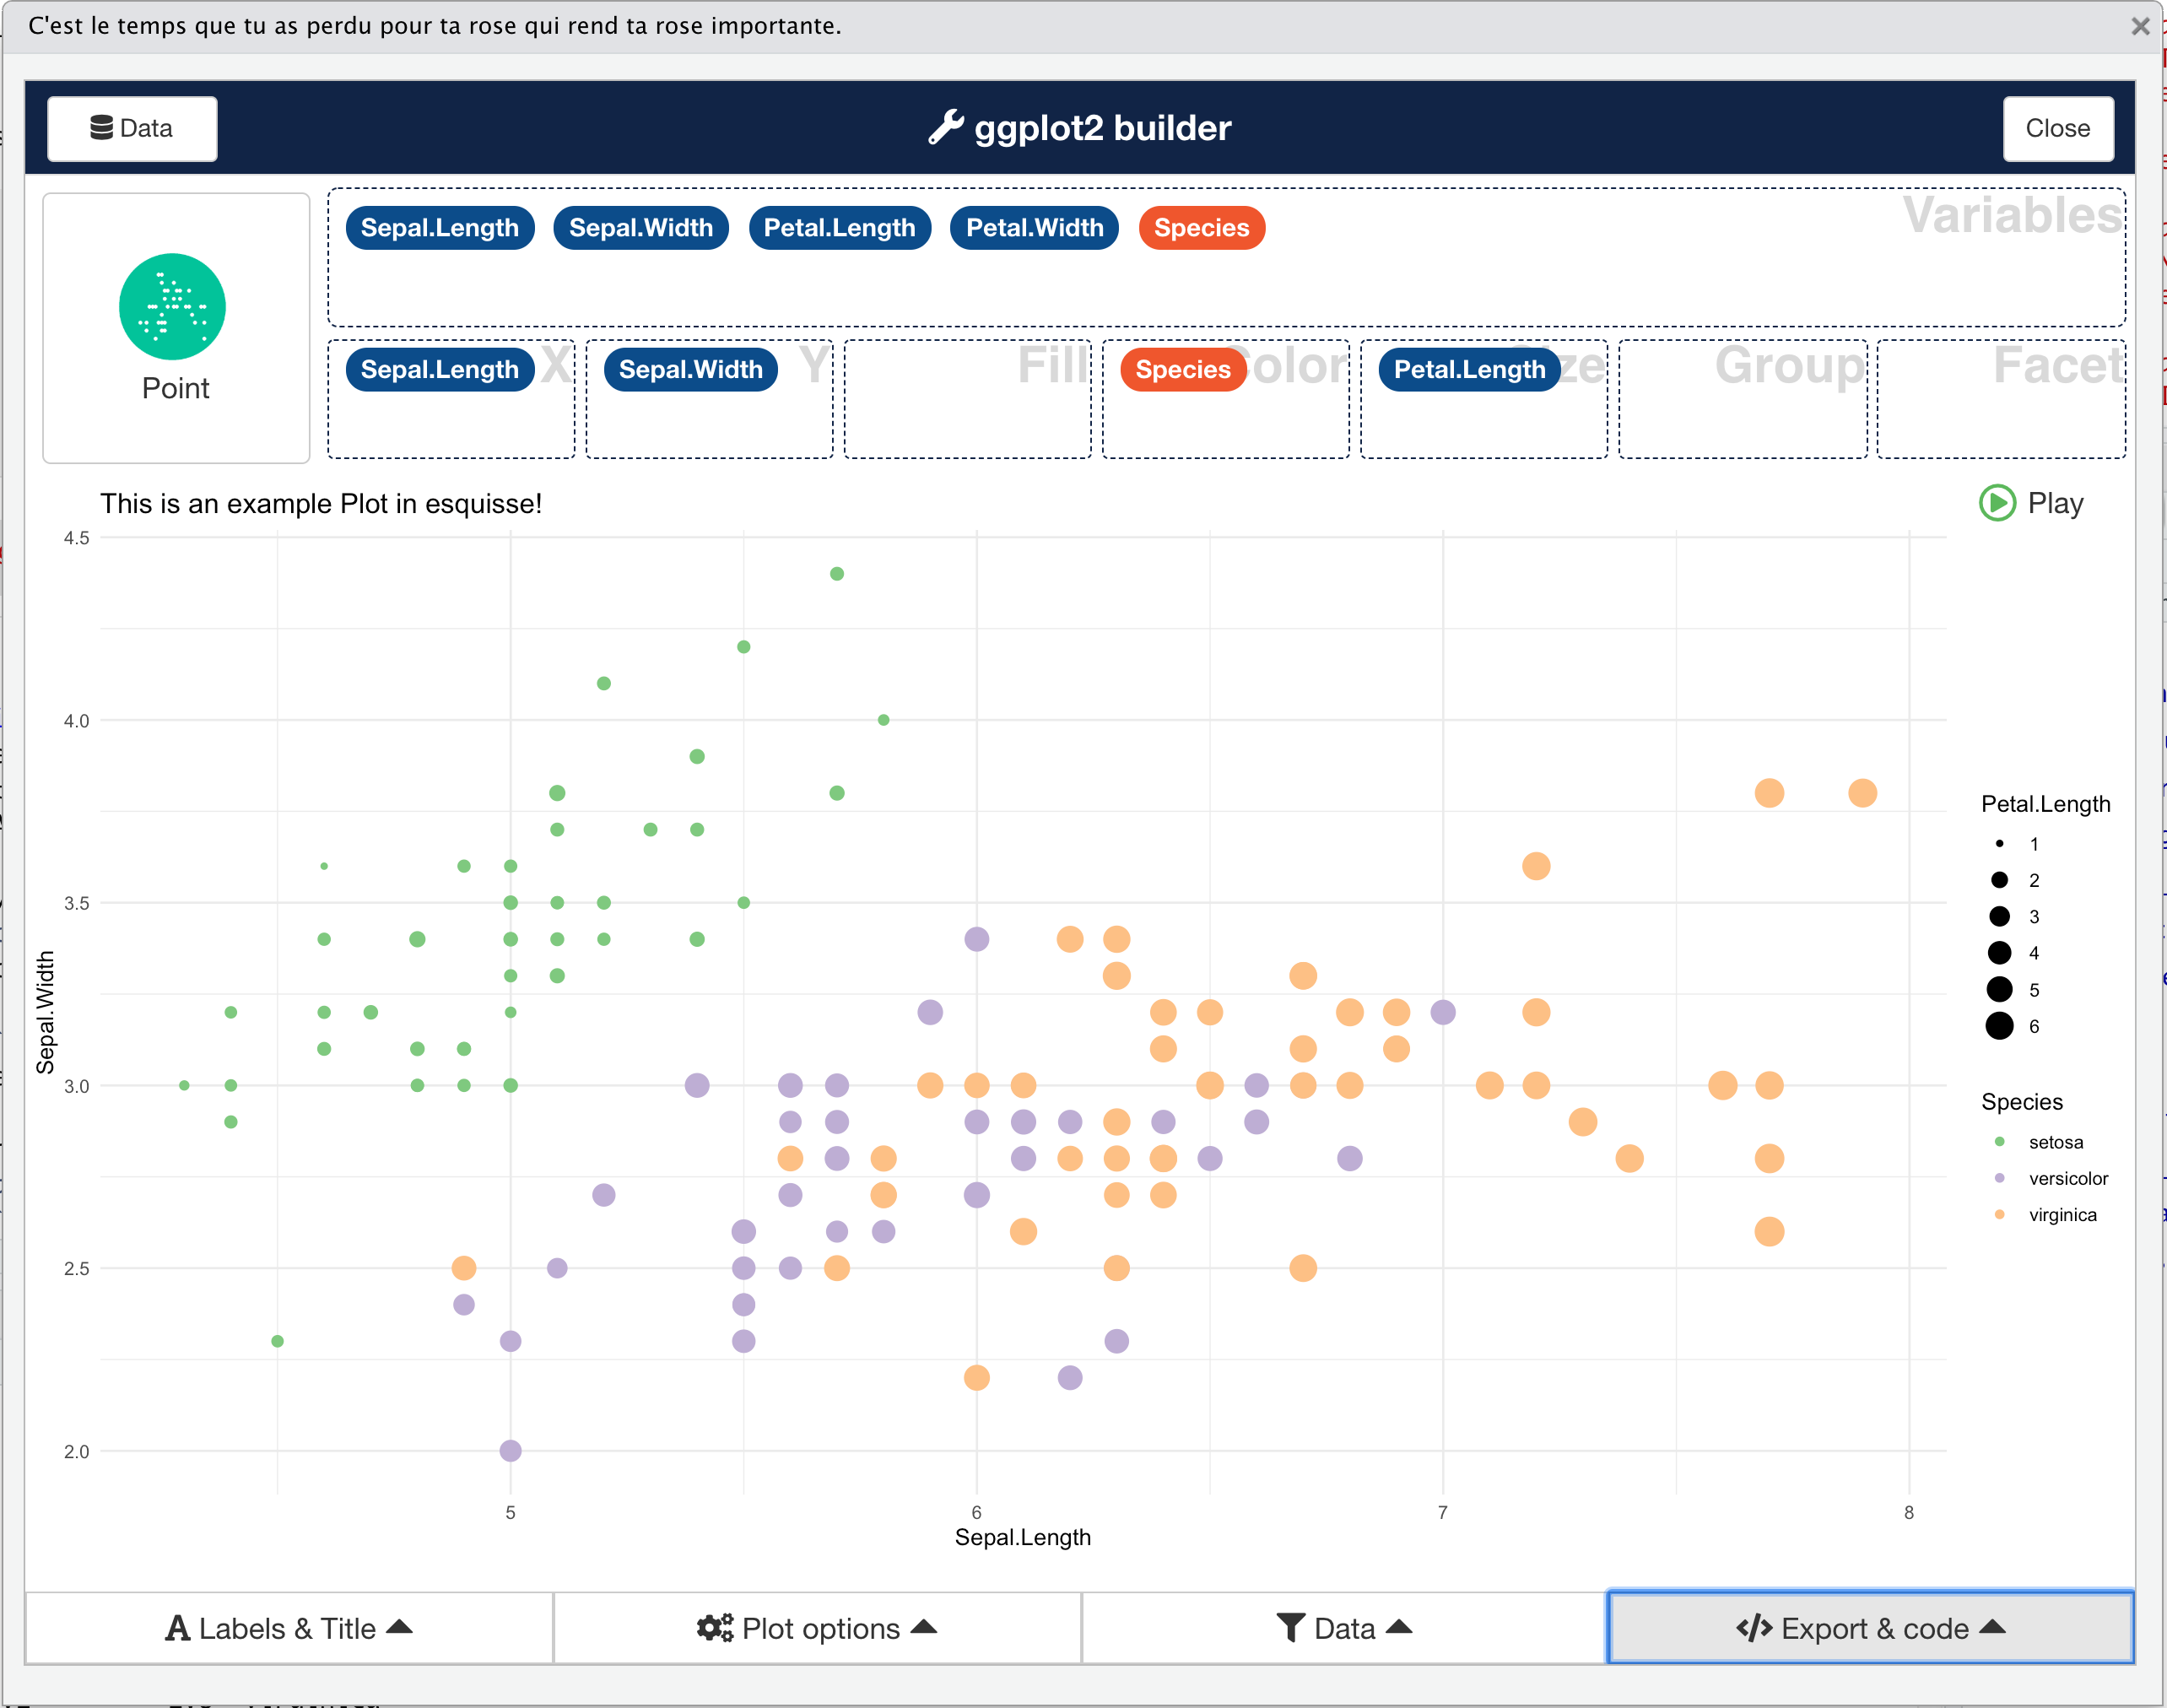 C'est le temps que tu as perdu pour ta rose qui rend ta rose importante.
Data
ggplot2 builder
Close
Point
Sepal.Length Sepal.Width Petal.Length Petal.Width Species
Variables
Sepal.Length X
Sepal.Width Y
Fill
Species Color
Petal.Length Size
Group
Facet
This is an example Plot in esquisse!
Play
4.5
4.0
3.5
3.0
2.5
2.0
Sepal.Width
5 6 7 8
Sepal.Length
Petal.Length
1
2
3
4
5
6
Species
setosa
versicolor
virginica
Labels & Title
Plot options
Data
Export & code